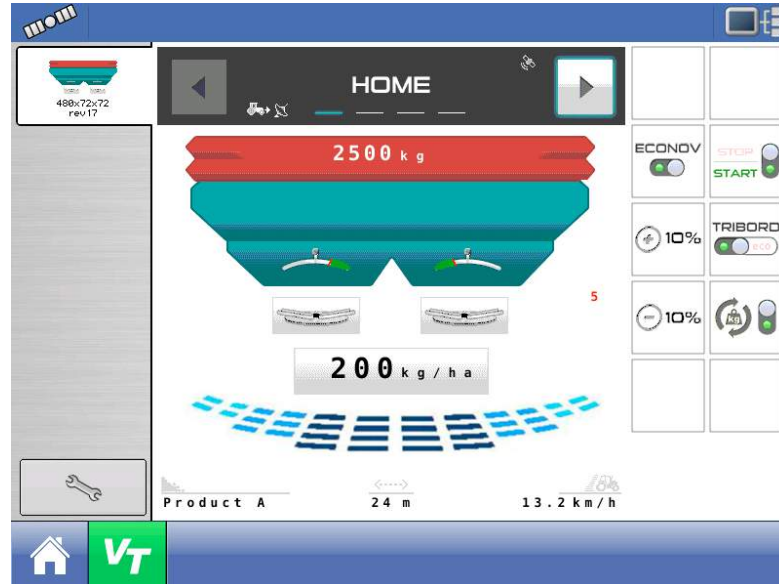 HOME
480x72x72
rev17
2500 kg
ECONOV
STOP
START
10%
TRIBORD
eco
5
10%
kg
200 kg/ha
Product A
24 m
13.2 km/h
VT